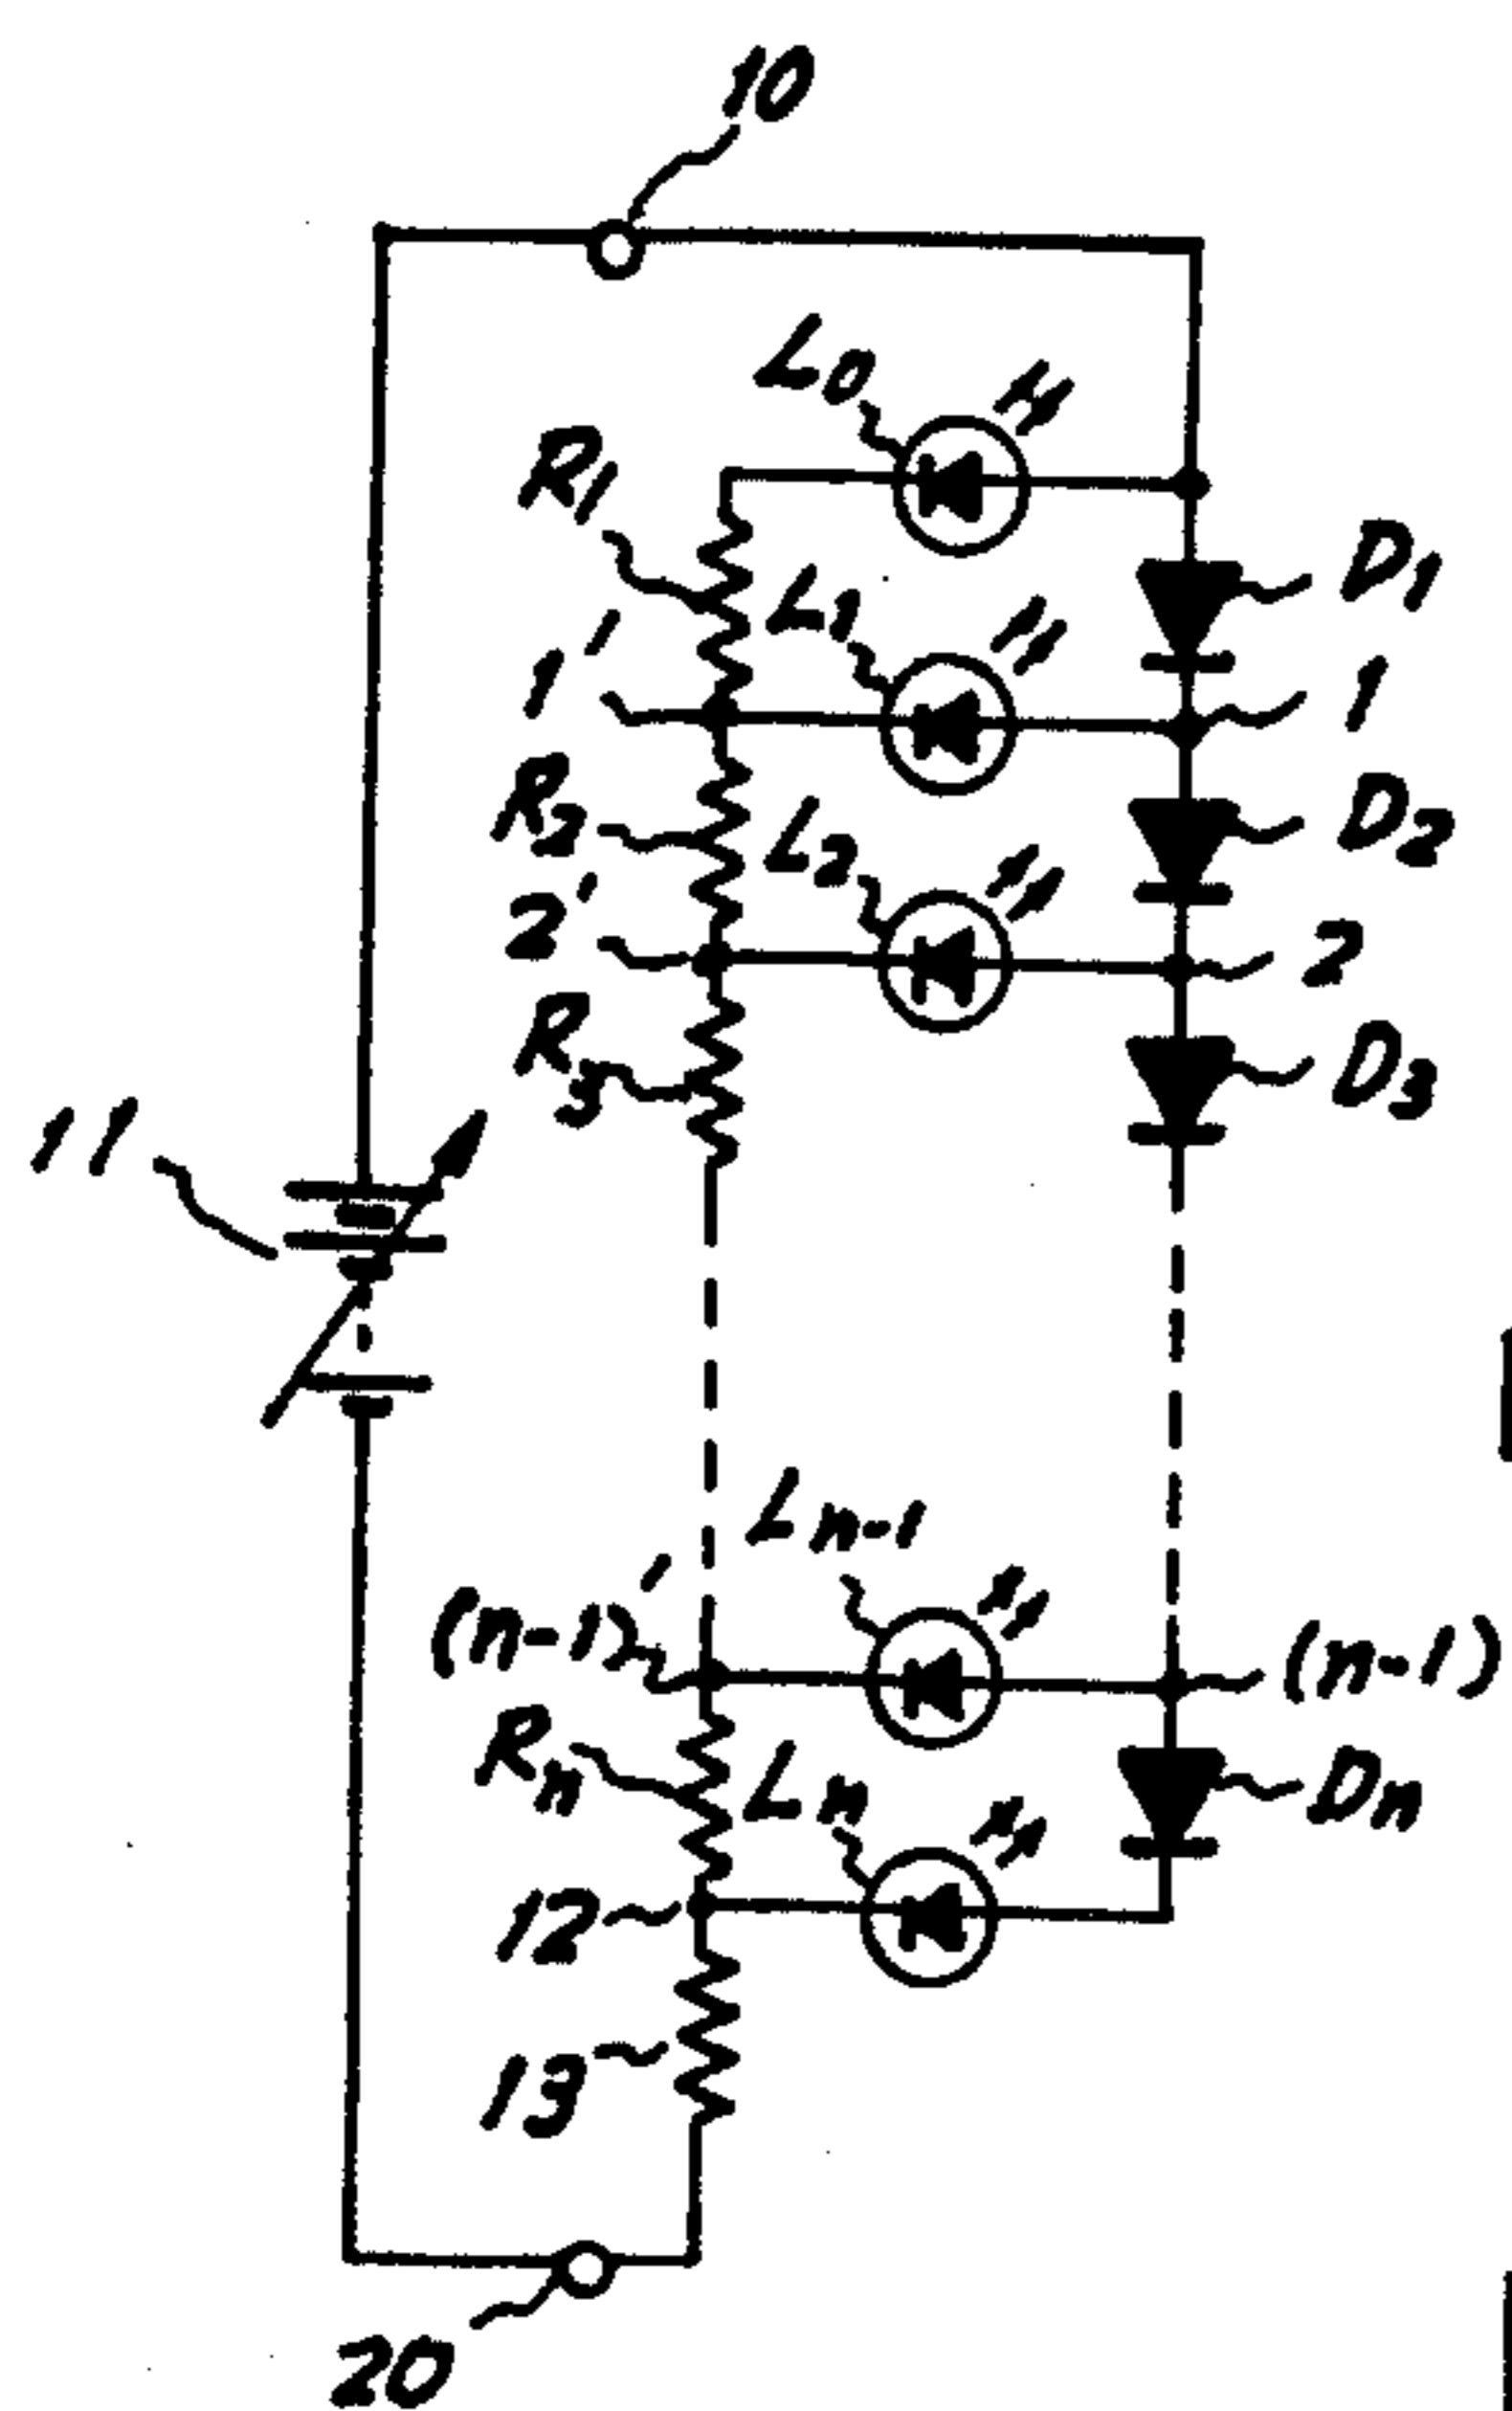 10
L0
R1
D1
L1
1'
1
R2
D2
L2
2'
2
R3
D3
11
Ln-1
(n-1)'
(n-1)
Rn
Ln
Dn
12
13
20